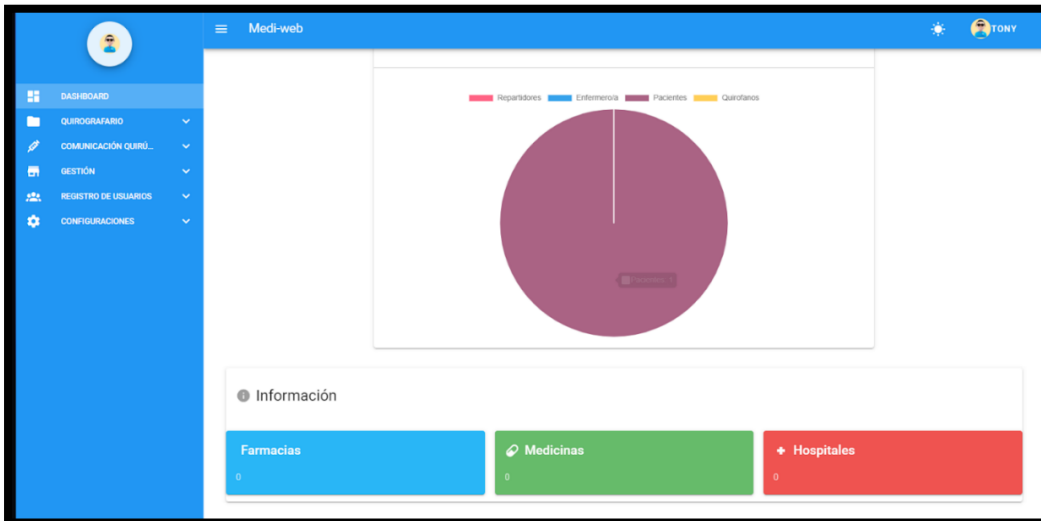 Medi-web
TONY
DASHBOARD
QUIROGRAFARIO
COMUNICACIÓN QUIRÚ...
GESTIÓN
REGISTRO DE USUARIOS
CONFIGURACIONES
Repartidores Enfermero/a Pacientes Quirofanos
Información
Farmacias
0
Medicinas
0
Hospitales
0